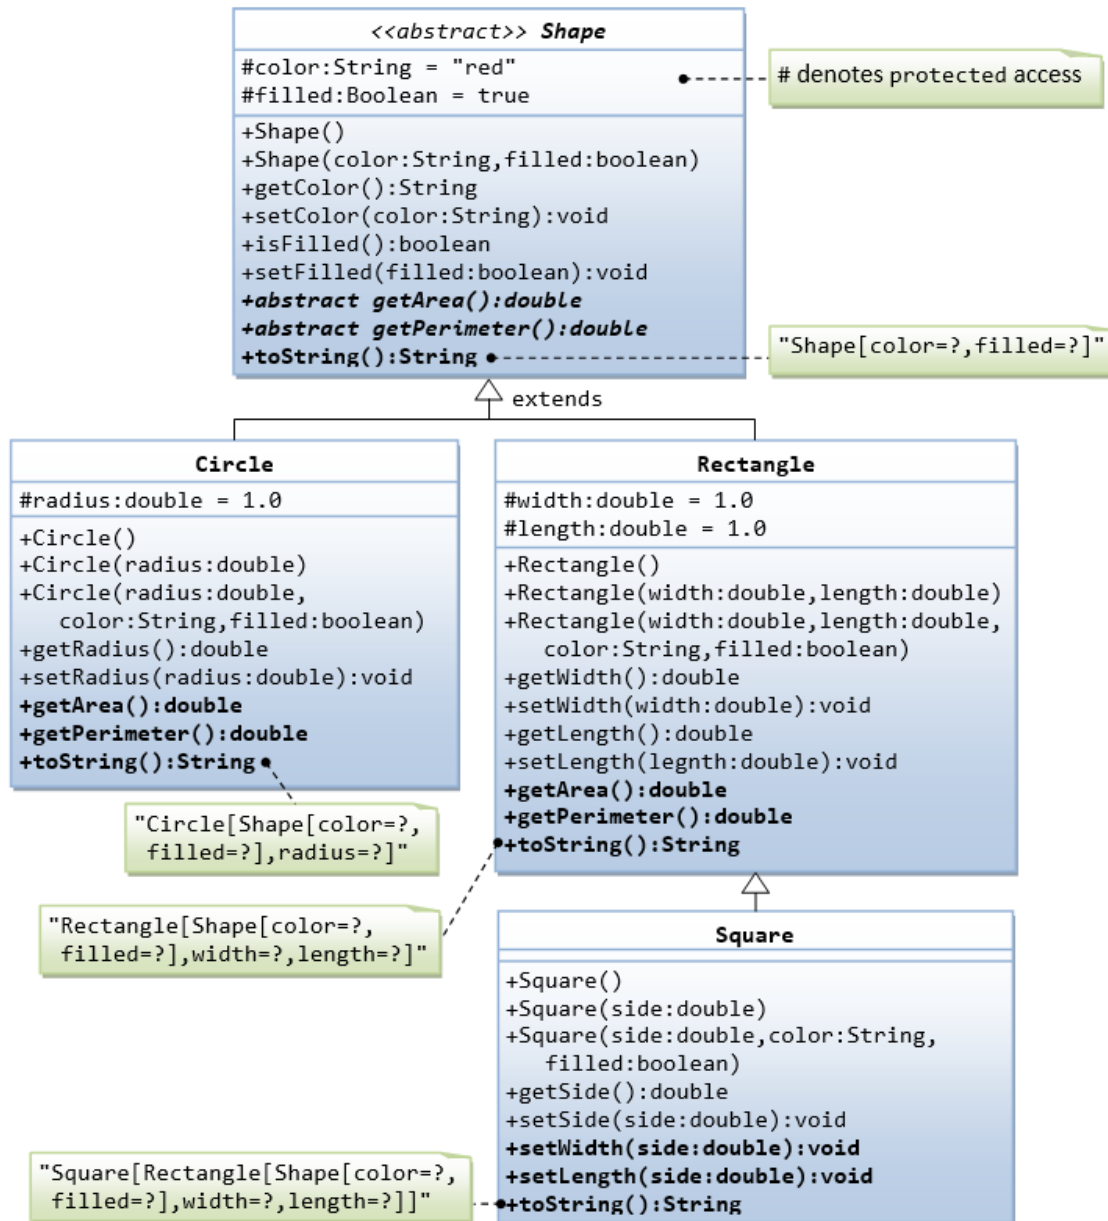 <<abstract>> Shape
#color:String = "red"
#filled:Boolean = true
# denotes protected access
+Shape()
+Shape(color:String,filled:boolean)
+getColor():String
+setColor(color:String):void
+isFilled():boolean
+setFilled(filled:boolean):void
+abstract getArea():double
+abstract getPerimeter():double
+toString():String
"Shape[color=?,filled=?]"
extends
Circle
#radius:double = 1.0
+Circle()
+Circle(radius:double)
+Circle(radius:double,
color:String,filled:boolean)
+getRadius():double
+setRadius(radius:double):void
+getArea():double
+getPerimeter():double
+toString():String
"Circle[Shape[color=?,
filled=?],radius=?]"
Rectangle
#width:double = 1.0
#length:double = 1.0
+Rectangle()
+Rectangle(width:double,length:double)
+Rectangle(width:double,length:double,
color:String,filled:boolean)
+getWidth():double
+setWidth(width:double):void
+getLength():double
+setLength(legnth:double):void
+getArea():double
+getPerimeter():double
+toString():String
"Rectangle[Shape[color=?,
filled=?],width=?,length=?]"
Square
+Square()
+Square(side:double)
+Square(side:double,color:String,
filled:boolean)
+getSide():double
+setSide(side:double):void
+setWidth(side:double):void
+setLength(side:double):void
+toString():String
"Square[Rectangle[Shape[color=?,
filled=?],width=?,length=?]]"